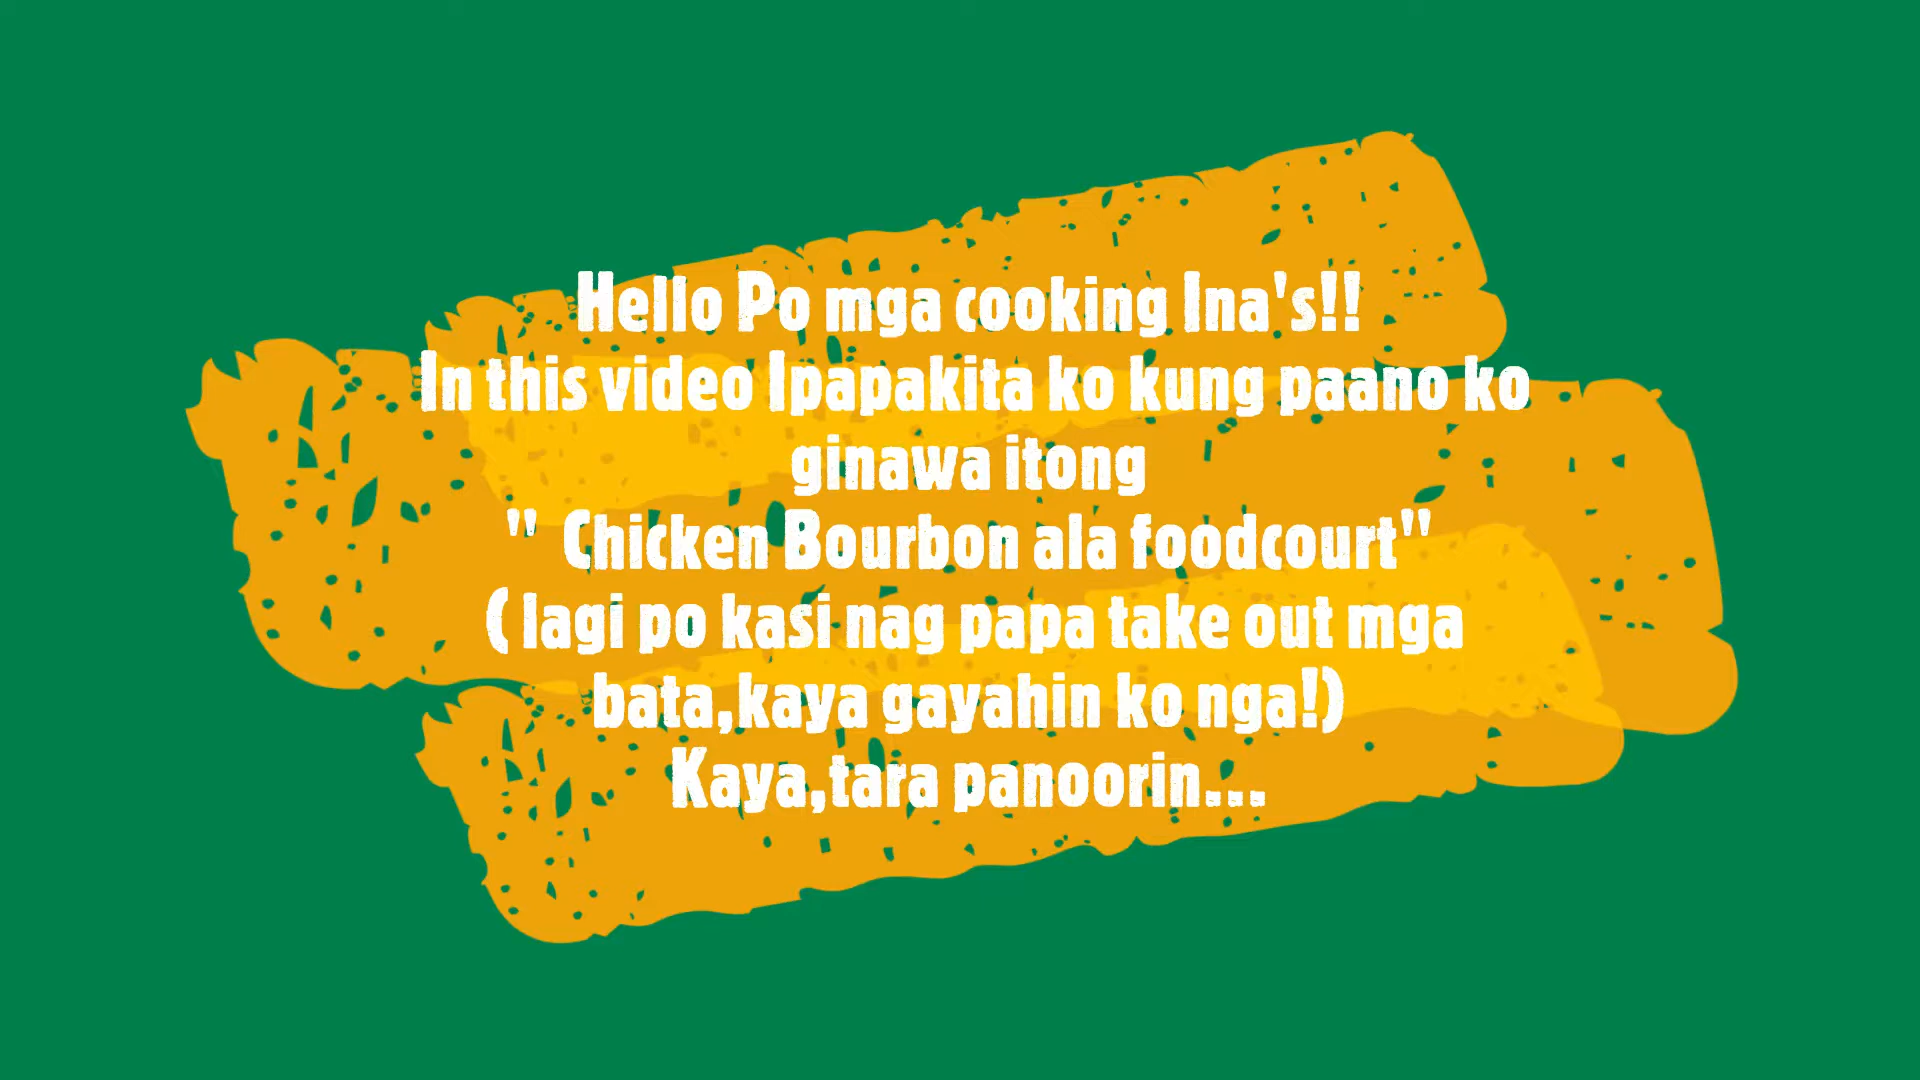 Hello Po mga cooking Ina's!!
In this video Ipapakita ko kung paano ko
ginawa itong
" Chicken Bourbon ala foodcourt"
( lagi po kasi nag papa take out mga
bata,kaya gayahin ko nga!)
Kaya,tara panoorin...